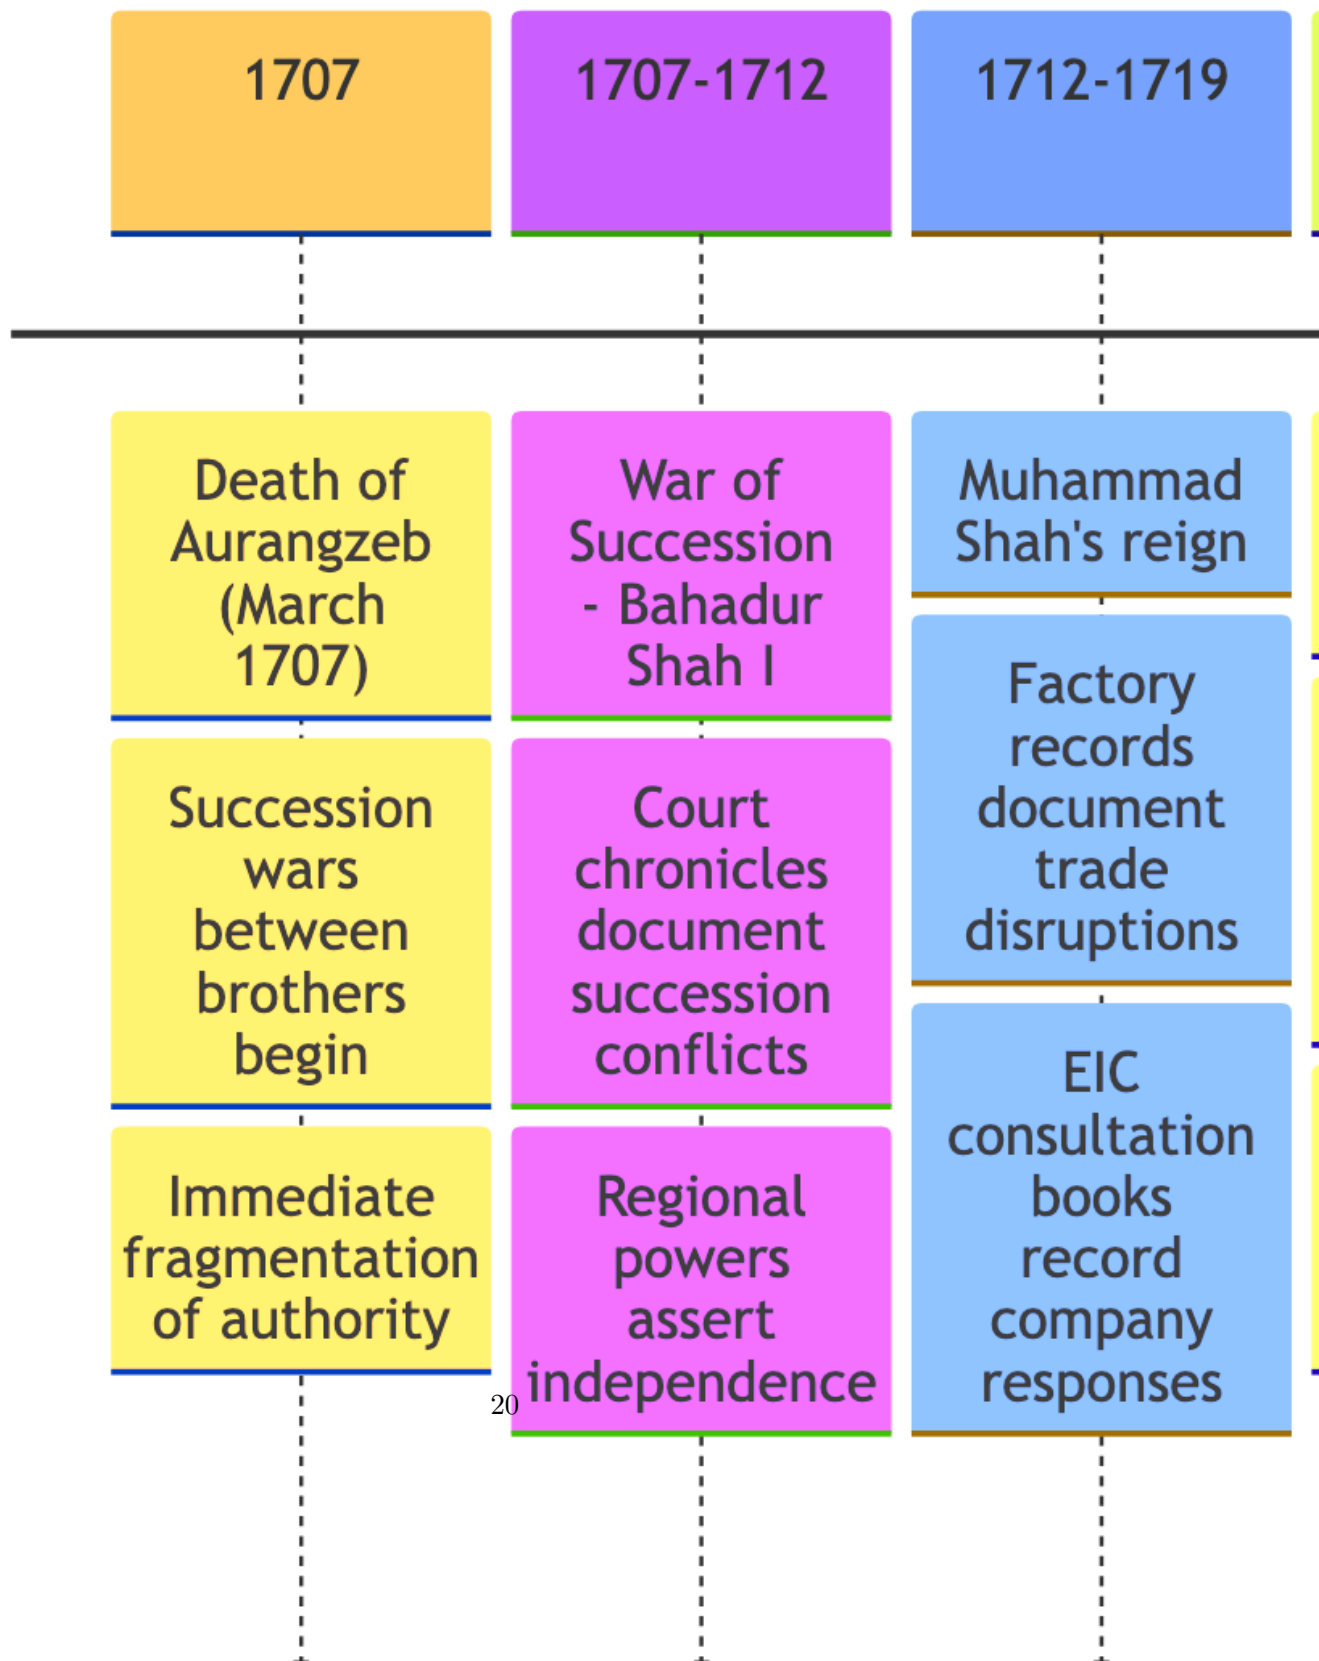 1707
1707-1712
1712-1719
Death of
Aurangzeb
(March
1707)
Succession
wars
between
brothers
begin
Immediate
fragmentation
of authority
War of
Succession
- Bahadur
Shah I
Court
chronicles
document
succession
conflicts
Regional
powers
assert
independence
Muhammad
Shah's reign
Factory
records
document
trade
disruptions
EIC
consultation
books
record
company
responses
20